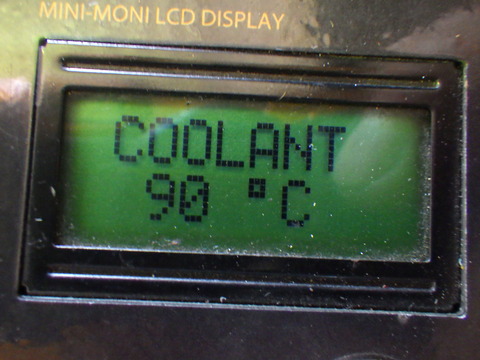 MINI-MONI LCD DISPLAY
COOLANT
90 °C